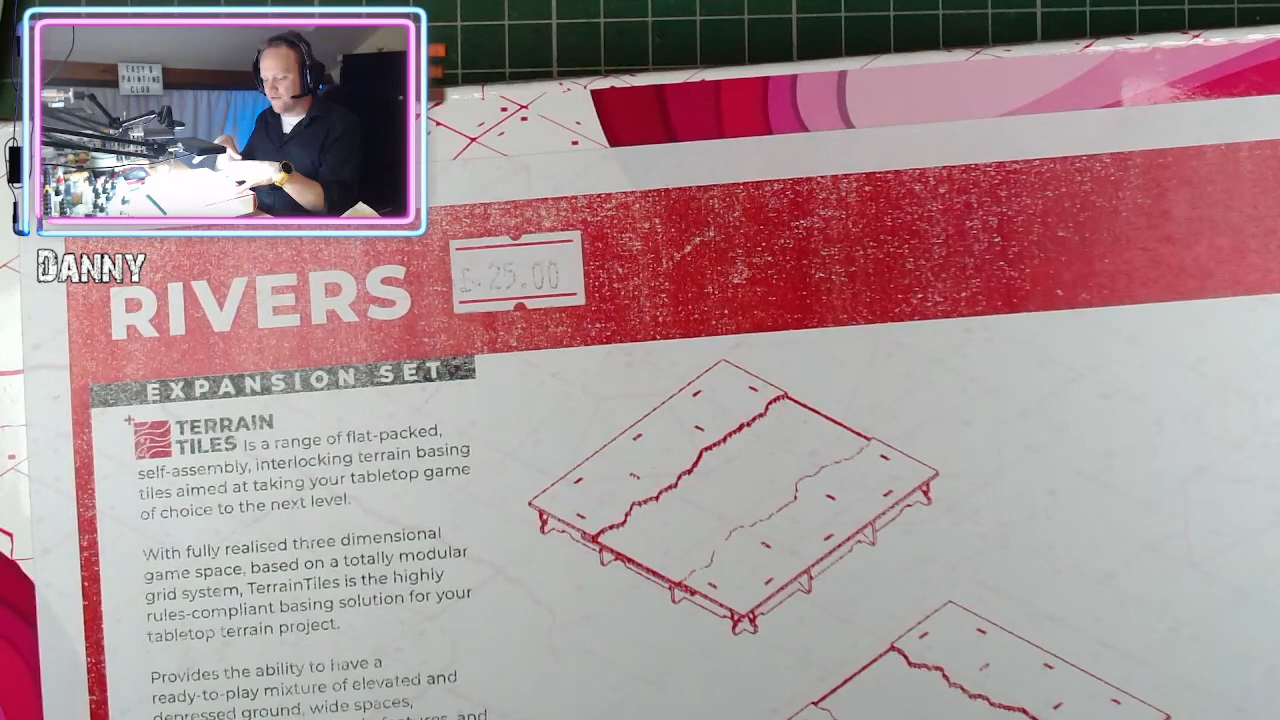 EASY B
PAINTING
CLUB
DANNY
RIVERS
£25.00
EXPANSION SET
TERRAIN
TILES is a range of flat-packed,
self-assembly, interlocking terrain basing
tiles aimed at taking your tabletop game
of choice to the next level.
With fully realised three dimensional
game space, based on a totally modular
grid system, TerrainTiles is the highly
rules-compliant basing solution for your
tabletop terrain project.
Provides the ability to have a
ready-to-play mixture of elevated and
depressed ground, wide spaces,
features, and